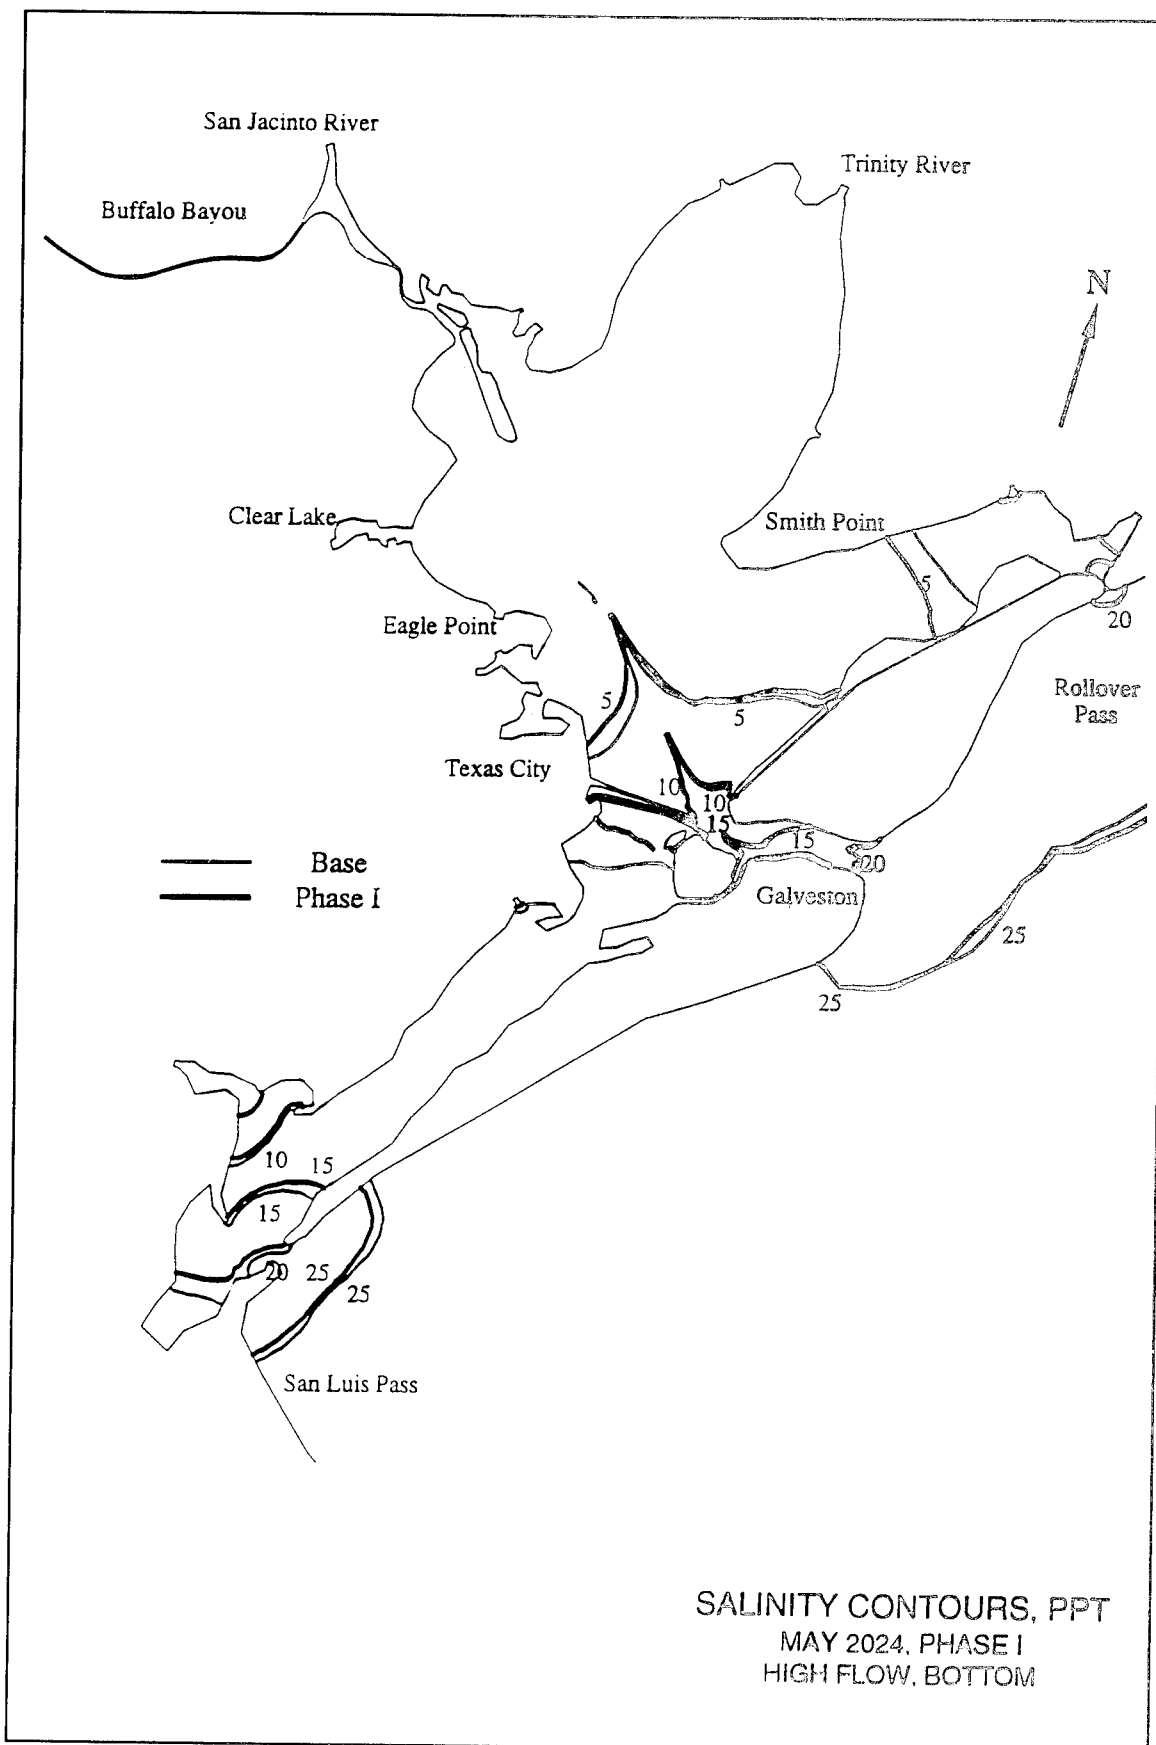 San Jacinto River
Trinity River
Buffalo Bayou
N
Clear Lake
Smith Point
5
20
Eagle Point
Rollover
Pass
5
5
Texas City
10
10
15
15
20
Base
Phase I
Galveston
25
25
10
15
15
20
25
25
San Luis Pass
SALINITY CONTOURS, PPT
MAY 2024, PHASE I
HIGH FLOW, BOTTOM